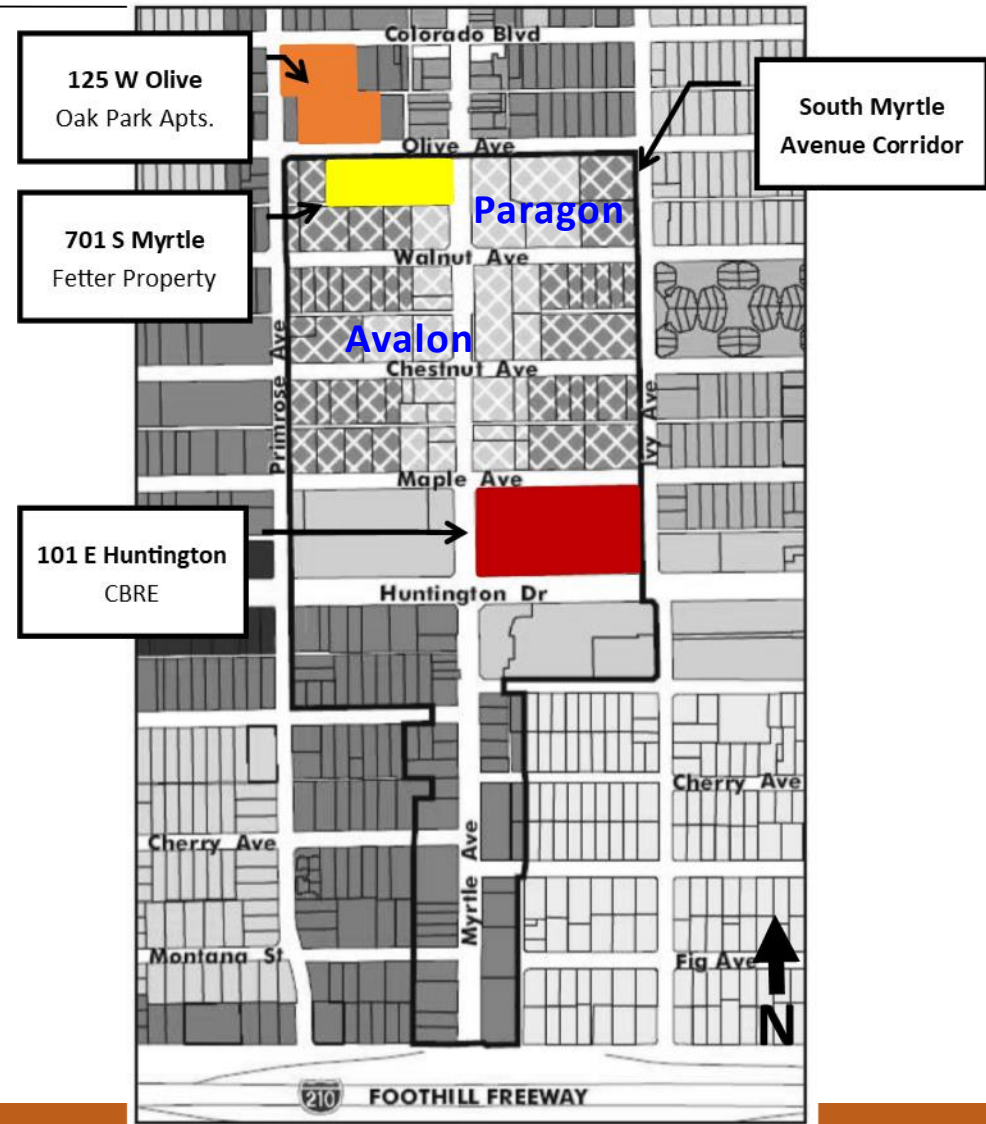 Colorado Blvd
125 W Olive
Oak Park Apts.
South Myrtle
Avenue Corridor
Olive Ave
701 S Myrtle
Fetter Property
Paragon
Walnut Ave
Avalon
Chestnut Ave
Primrose Ave
Ivy Ave
Maple Ave
101 E Huntington
CBRE
Huntington Dr
Cherry Ave
Cherry Ave
Myrtle Ave
Montana St
Fig Ave
N
210
FOOTHILL FREEWAY